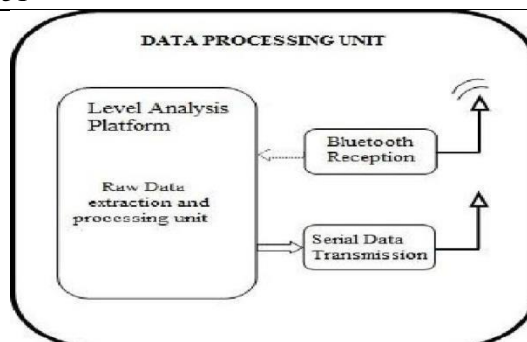 DATA PROCESSING UNIT
Level Analysis
Platform
Raw Data
extraction and
processing unit
Bluetooth
Reception
Serial Data
Transmission